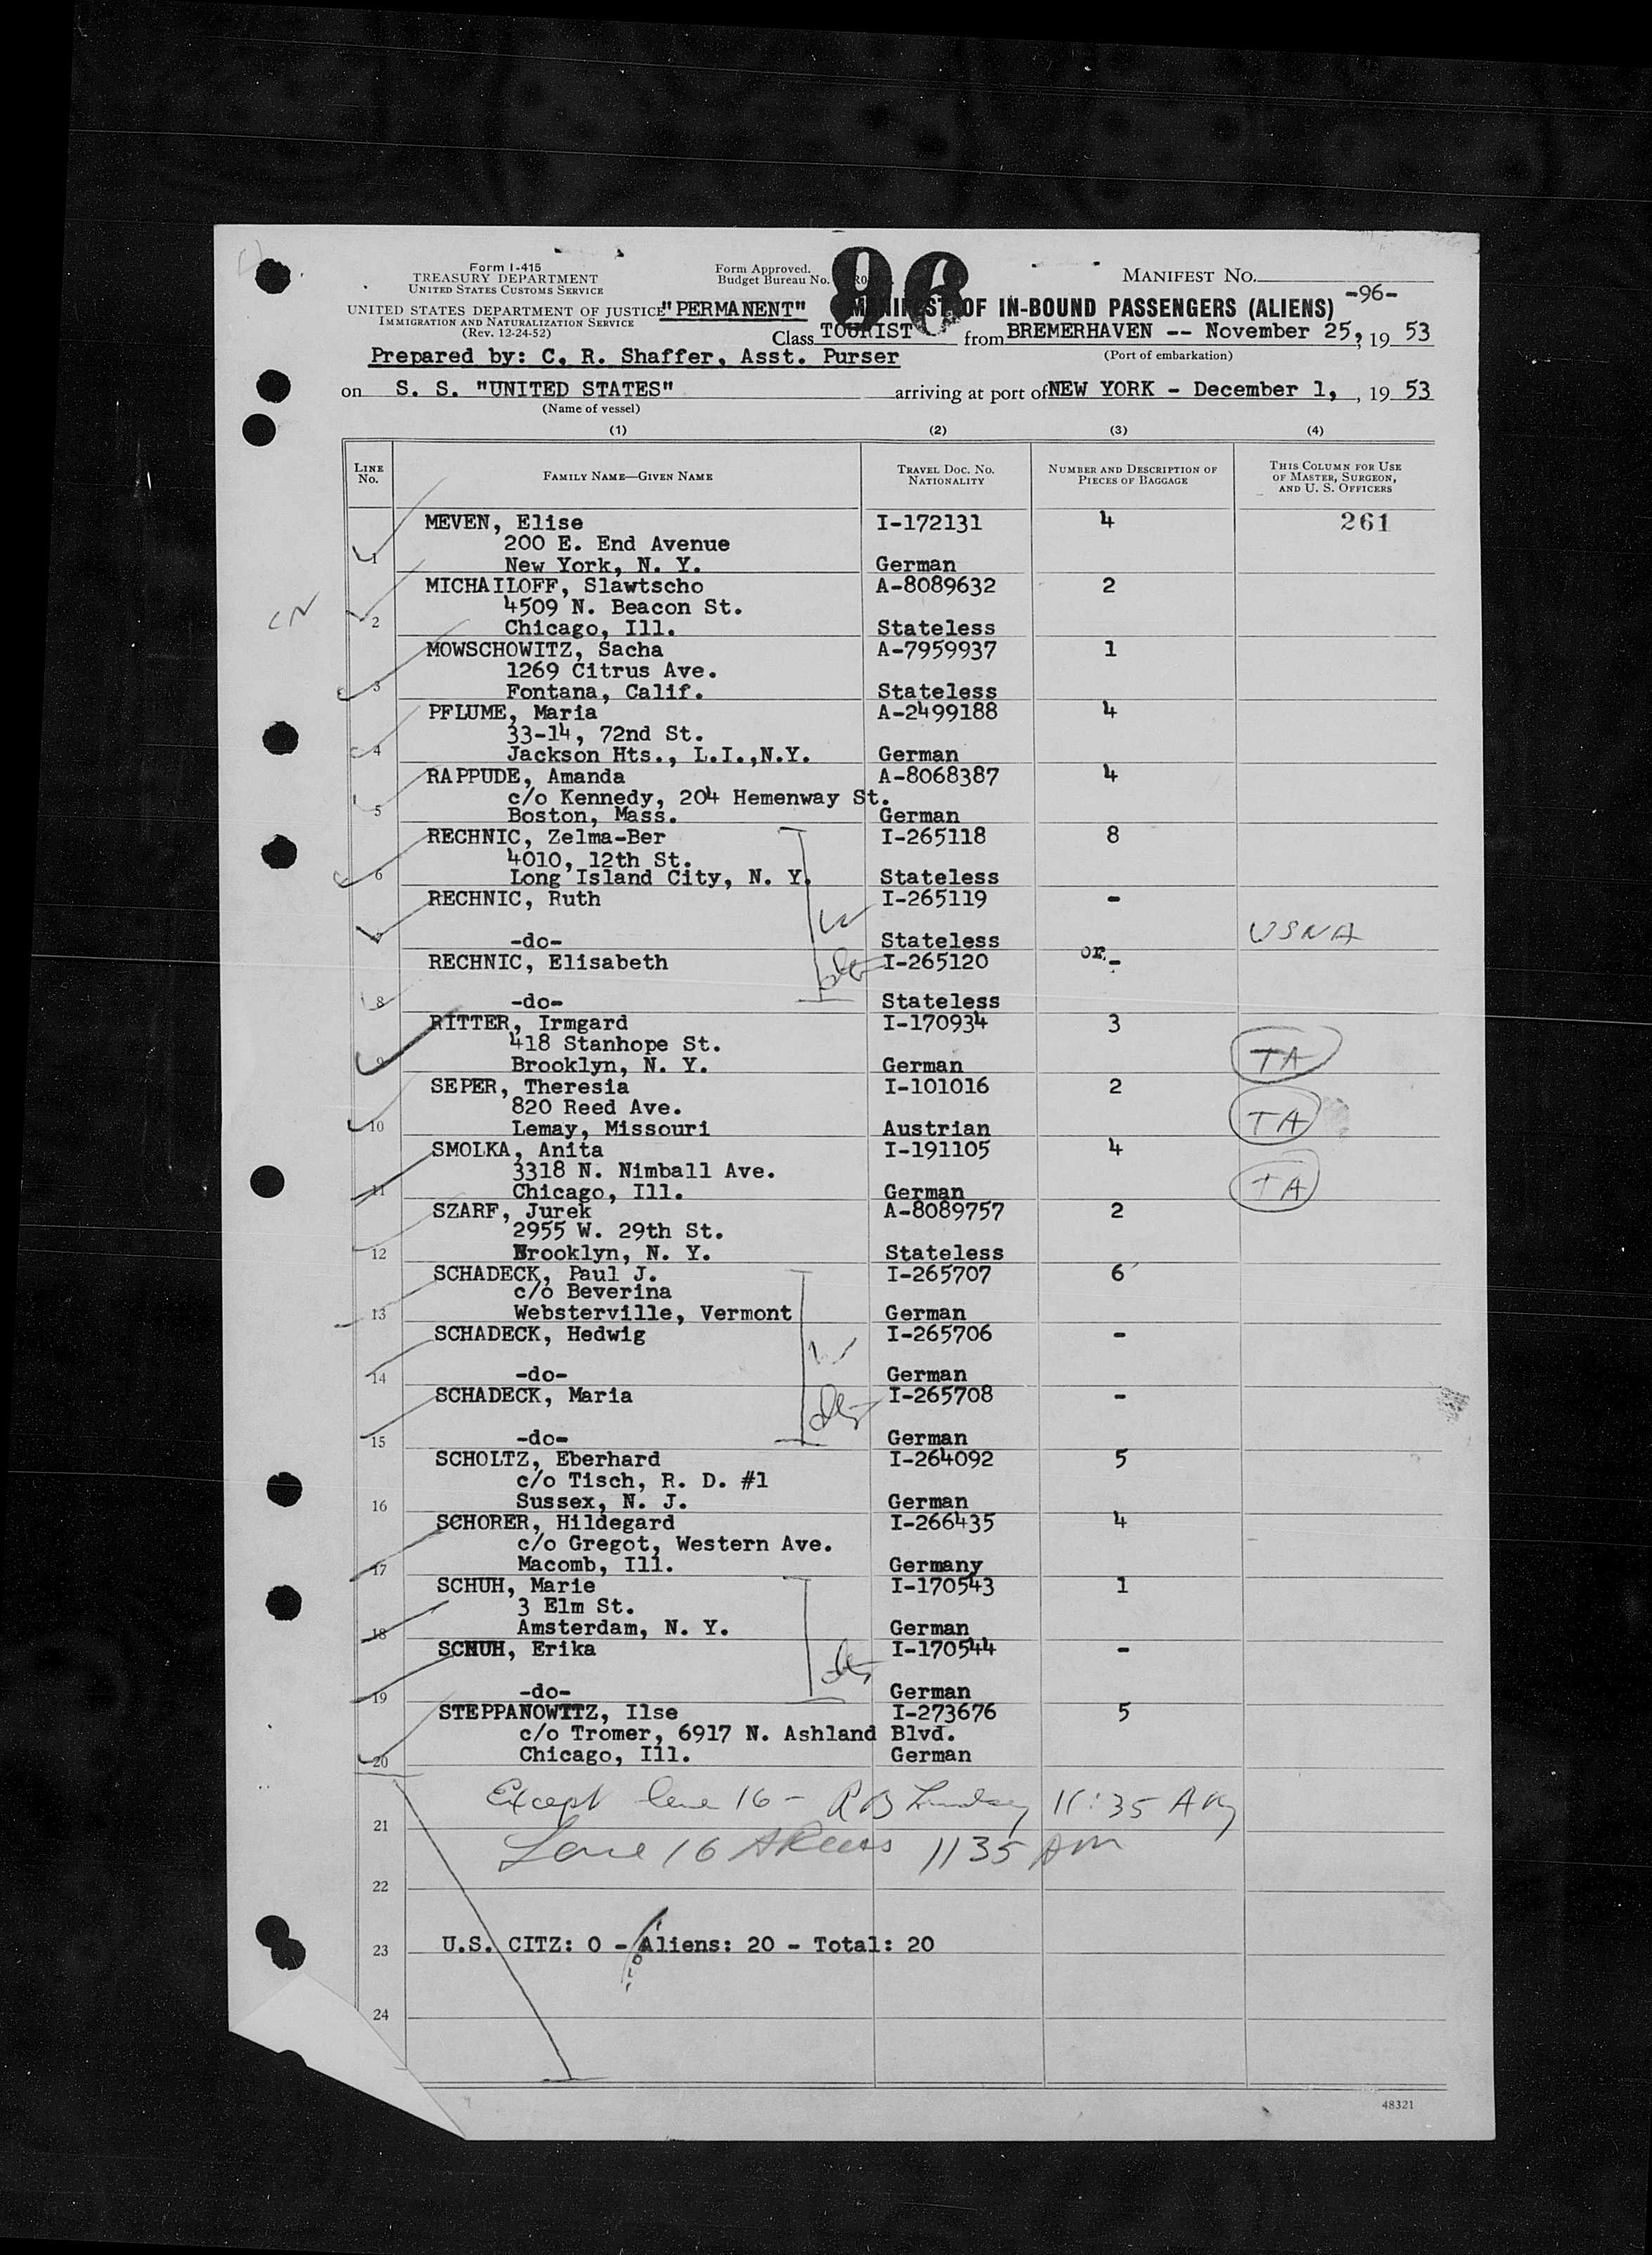 Form I-415
TREASURY DEPARTMENT
UNITED STATES CUSTOMS SERVICE
UNITED STATES DEPARTMENT OF JUSTICE
IMMIGRATION AND NATURALIZATION SERVICE
(Rev. 12-24-52)
Form Approved.
Budget Bureau No.
96
MANIFEST No.
-96-
"PERMANENT" MANIFEST OF IN-BOUND PASSENGERS (ALIENS)
Class TOURIST from BREMERHAVEN -- November 25, 19 53
(Port of embarkation)
Prepared by: C. R. Shaffer, Asst. Purser
on S. S. "UNITED STATES" arriving at port of NEW YORK - December 1, , 19 53
(Name of vessel)
(1) (2) (3) (4)
LINE No. FAMILY NAME—GIVEN NAME TRAVEL DOC. NO. NATIONALITY NUMBER AND DESCRIPTION OF PIECES OF BAGGAGE THIS COLUMN FOR USE OF MASTER, SURGEON, AND U. S. OFFICERS
MEVEN, Elise I-172131 4 261
200 E. End Avenue
1 New York, N. Y. German
MICHAILOFF, Slawtscho A-8089632 2
4509 N. Beacon St.
2 Chicago, Ill. Stateless
MOWSCHOWITZ, Sacha A-7959937 1
1269 Citrus Ave.
3 Fontana, Calif. Stateless
PFLUME, Maria A-2499188 4
33-14, 72nd St.
4 Jackson Hts., L.I.,N.Y. German
RAPPUDE, Amanda A-8068387 4
c/o Kennedy, 204 Hemenway St.
5 Boston, Mass. German
RECHNIC, Zelma-Ber I-265118 8
4010, 12th St.
6 Long Island City, N. Y. Stateless
RECHNIC, Ruth I-265119 -
7 -do- Stateless USNA
RECHNIC, Elisabeth I-265120 or. -
8 -do- Stateless
RITTER, Irmgard I-170934 3
418 Stanhope St.
9 Brooklyn, N. Y. German TA
SEPER, Theresia I-101016 2
820 Reed Ave.
10 Lemay, Missouri Austrian TA
SMOLKA, Anita I-191105 4
3318 N. Nimball Ave.
11 Chicago, Ill. German TA
SZARF, Jurek A-8089757 2
2955 W. 29th St.
12 Brooklyn, N. Y. Stateless
SCHADECK, Paul J. I-265707 6
c/o Beverina
13 Websterville, Vermont German
SCHADECK, Hedwig I-265706 -
14 -do- German
SCHADECK, Maria I-265708 -
15 -do- German
SCHOLTZ, Eberhard I-264092 5
c/o Tisch, R. D. #1
16 Sussex, N. J. German
SCHORER, Hildegard I-266435 4
c/o Gregot, Western Ave.
17 Macomb, Ill. Germany
SCHUH, Marie I-170543 1
3 Elm St.
18 Amsterdam, N. Y. German
SCHUH, Erika I-170544 -
19 -do- German
STEPPANOWITZ, Ilse I-273676 5
c/o Tromer, 6917 N. Ashland Blvd.
20 Chicago, Ill. German
Except line 16 - R B Lindsay 11:35 AM
21
Line 16 1135 AM
22
23 U.S. CITZ: 0 - Aliens: 20 - Total: 20
24
48321